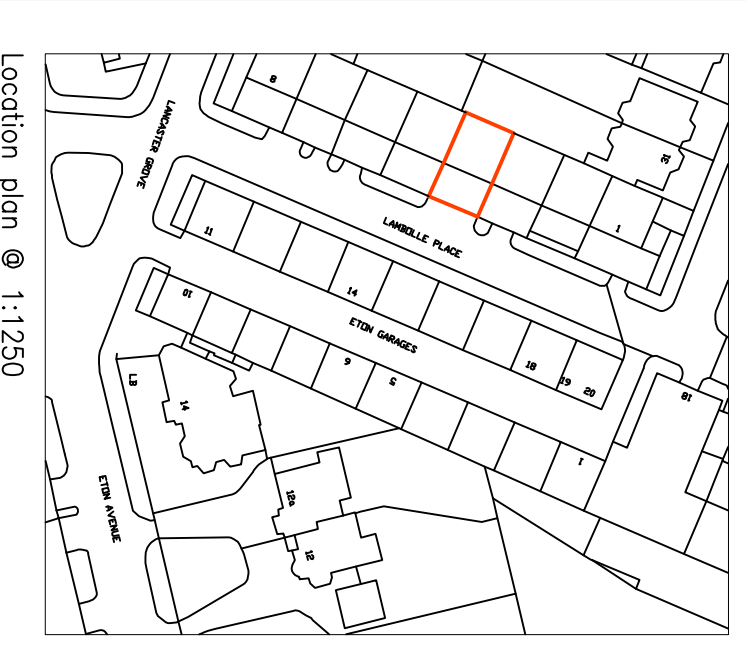 Location plan @ 1:1250
8
LANCASTER GROVE
31
1
LAMBOLLE PLACE
11
14
ETON GARAGES
10
18
19
20
6
5
1
18
LB
14
12a
12
ETON AVENUE